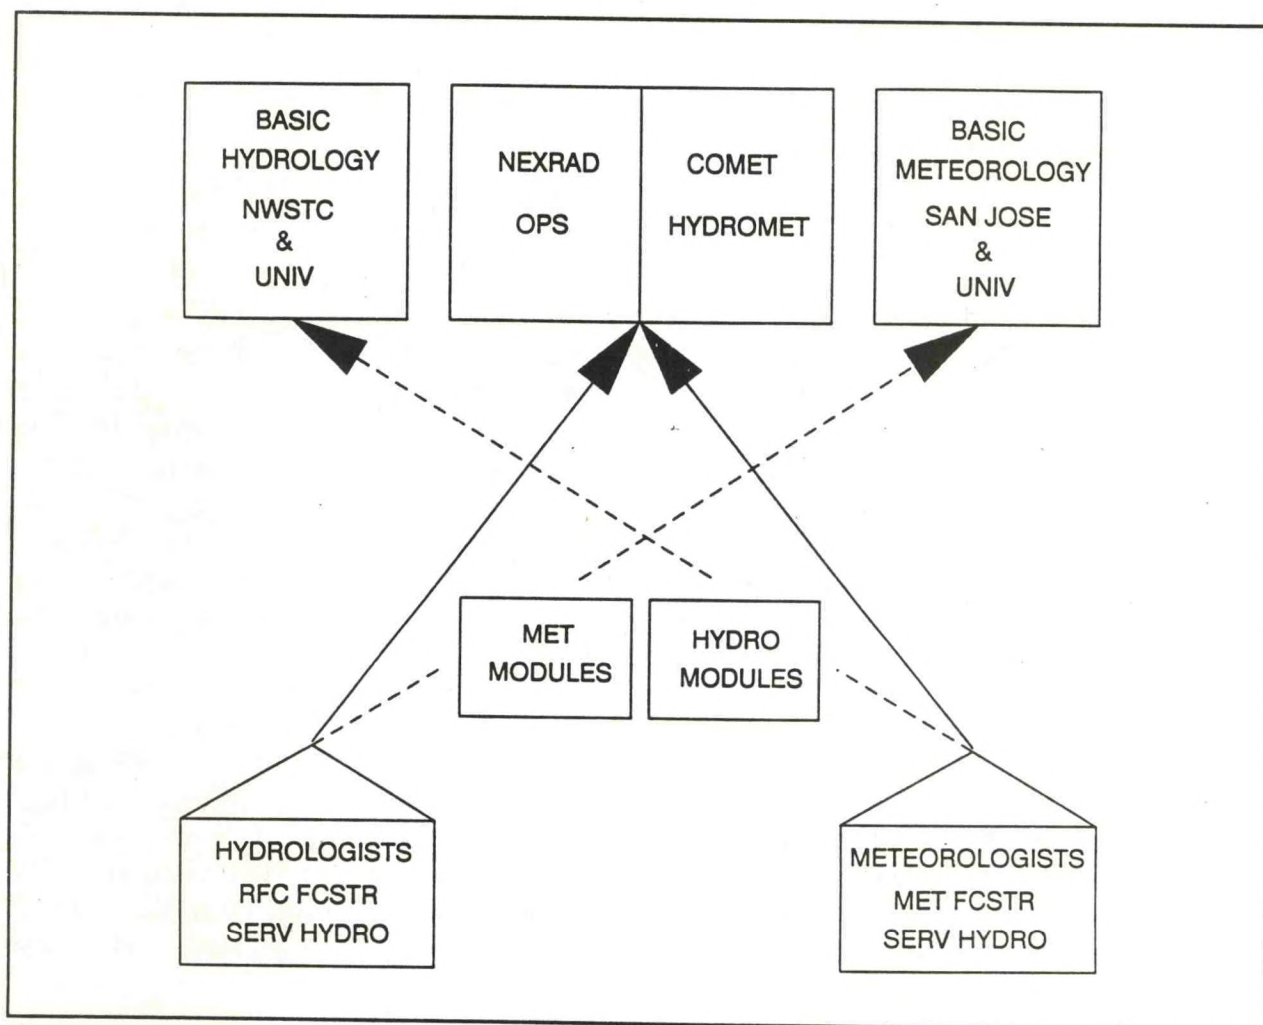 BASIC
HYDROLOGY
NWSTC
&
UNIV
NEXRAD
OPS
COMET
HYDROMET
BASIC
METEOROLOGY
SAN JOSE
&
UNIV
MET
MODULES
HYDRO
MODULES
HYDROLOGISTS
RFC FCSTR
SERV HYDRO
METEOROLOGISTS
MET FCSTR
SERV HYDRO